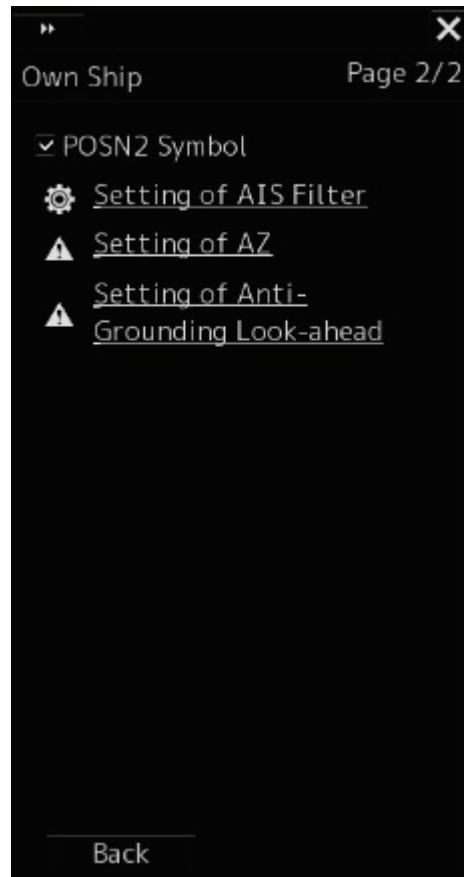 Own Ship
Page 2/2
POSN2 Symbol
Setting of AIS Filter
Setting of AZ
Setting of Anti-
Grounding Look-ahead
Back